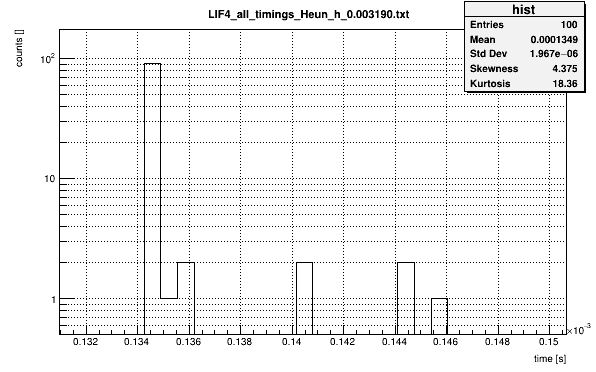 LIF4_all_timings_Heun_h_0.003190.txt
hist
Entries 100
Mean 0.0001349
Std Dev 1.967e−06
Skewness 4.375
Kurtosis 18.36
counts []
10²
10
1
0.132 0.134 0.136 0.138 0.14 0.142 0.144 0.146 0.148 0.15
×10⁻³
time [s]